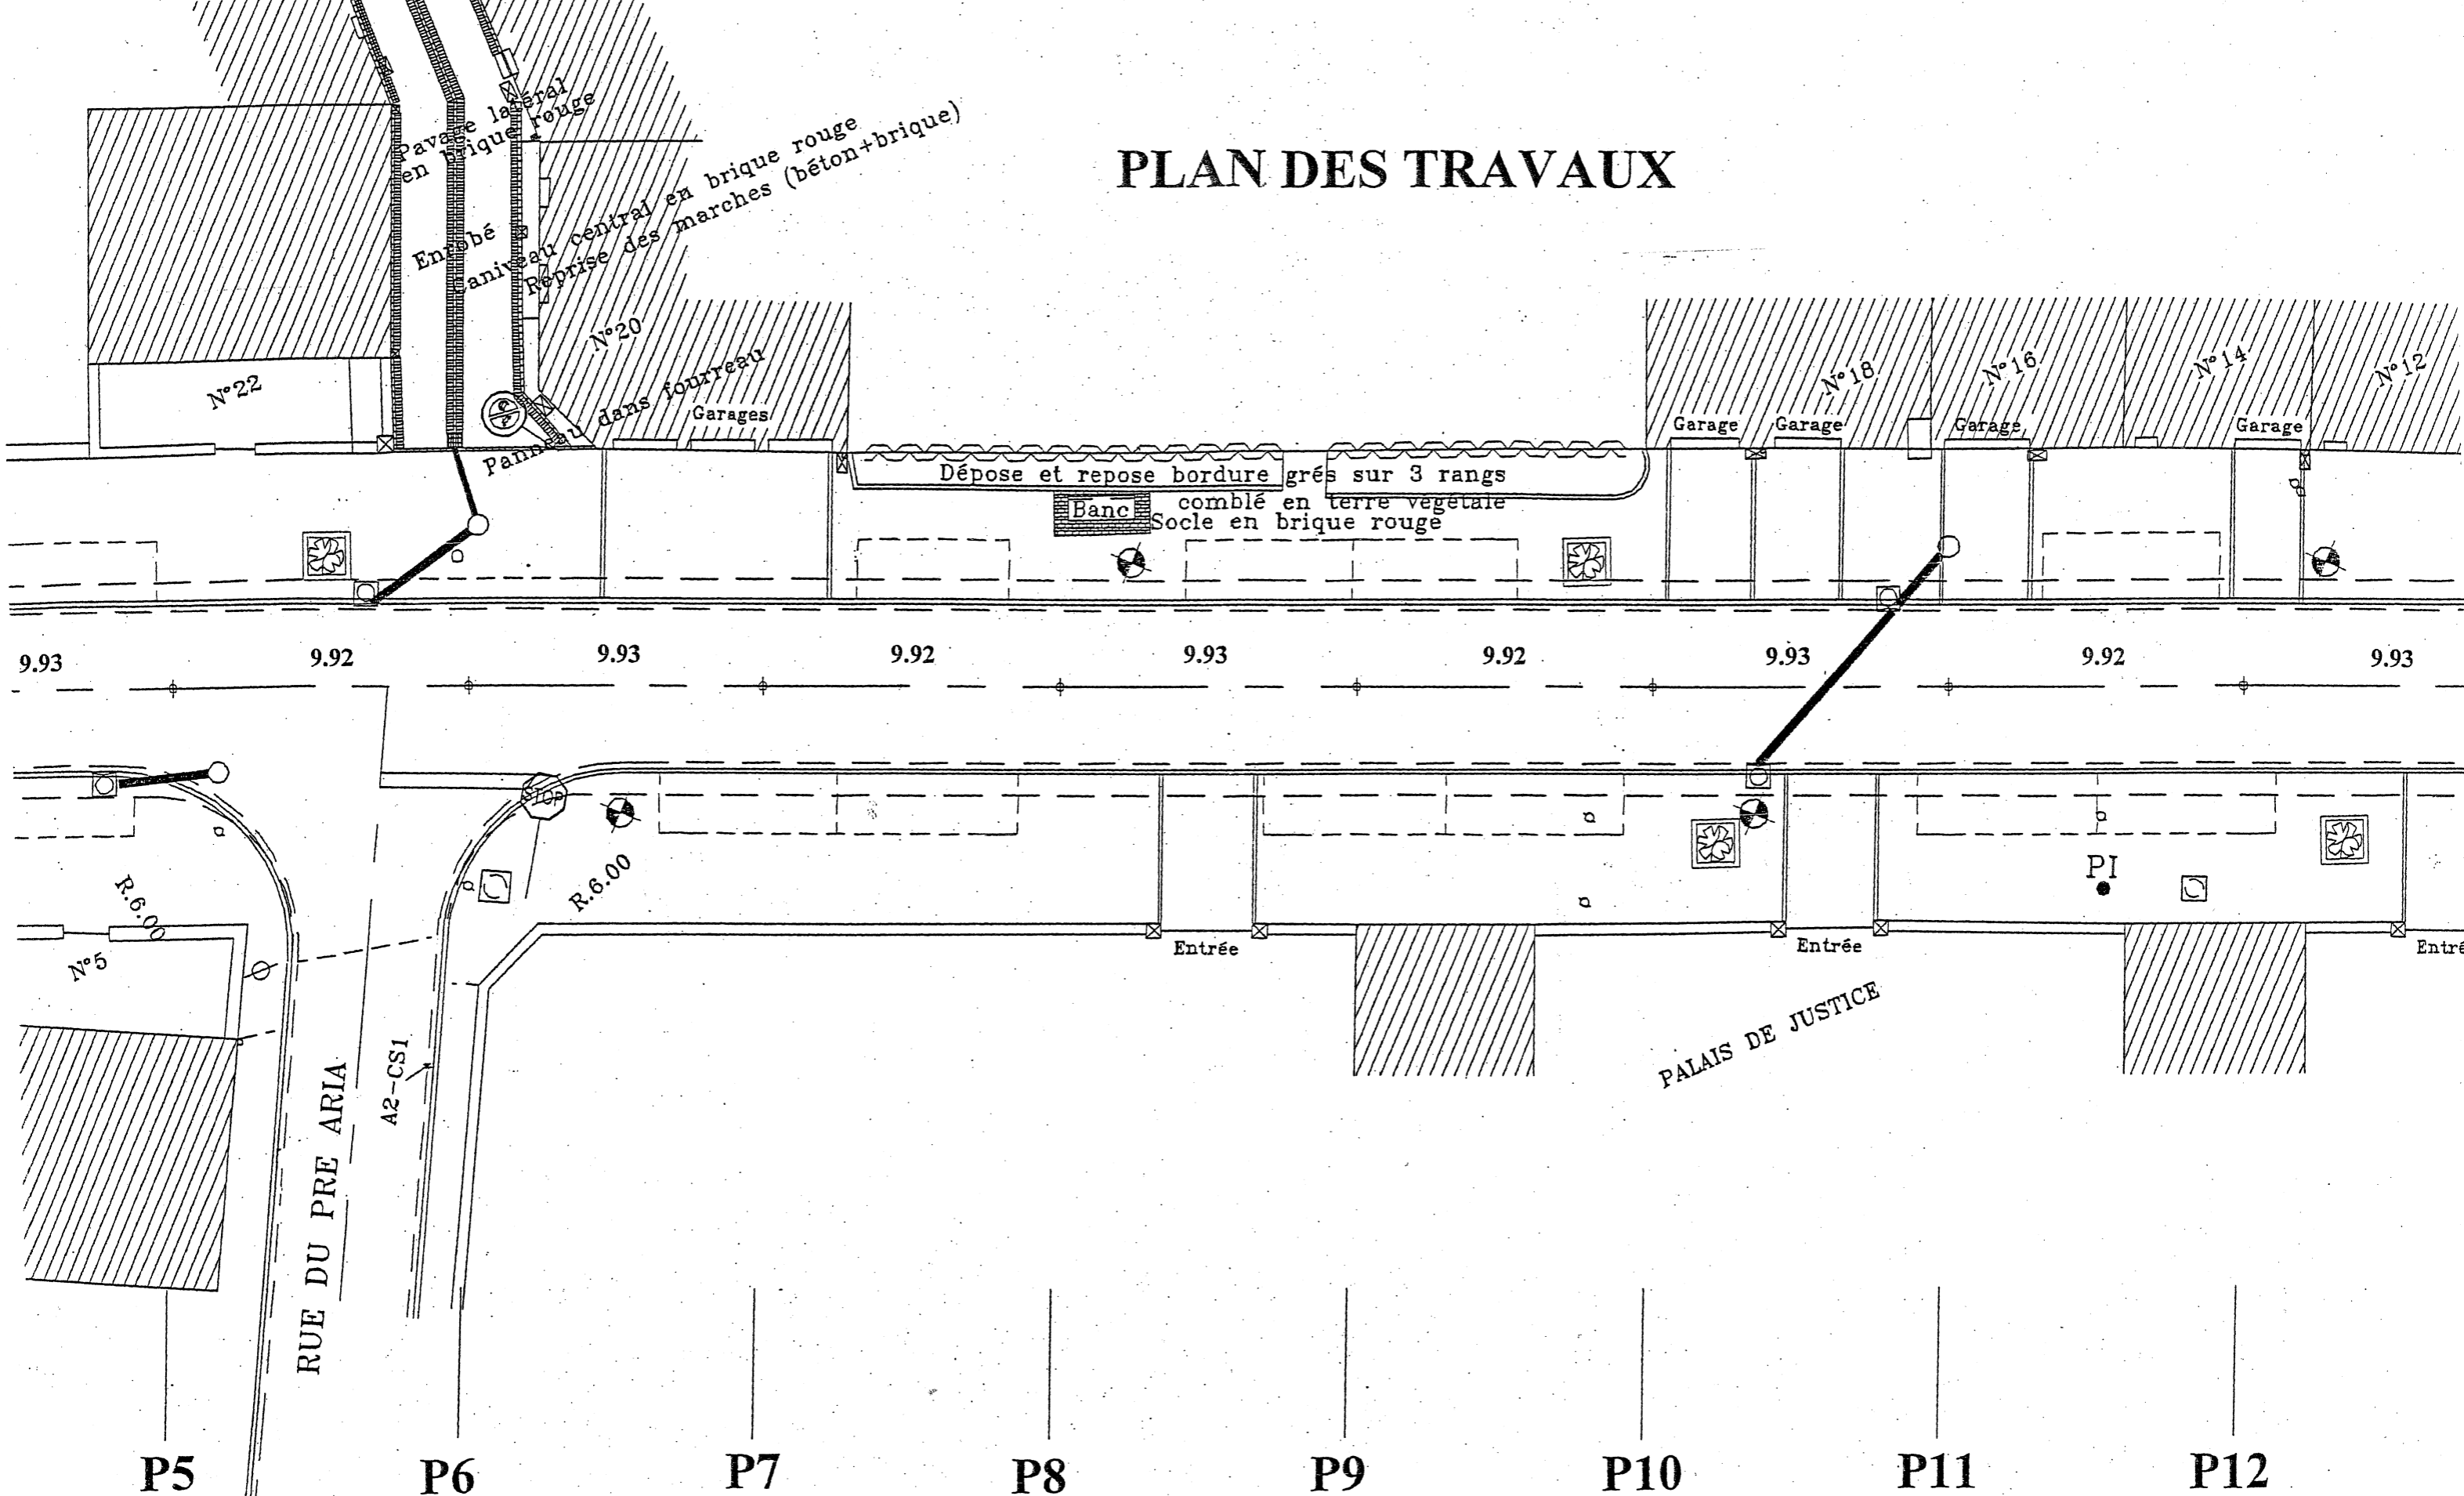 PLAN DES TRAVAUX
Pavage latéral
en brique rouge
Enrobé
Caniveau central en brique rouge
Reprise des marches (béton+brique)
N°20
N°22
Panneau dans fourreau
Garages
N°18
N°16
N°14
N°12
Garage
Garage
Garage
Garage
Dépose et repose bordure grés sur 3 rangs
comblé en terre végétale
Banc
Socle en brique rouge
9.93
9.92
9.93
9.92
9.93
9.92
9.93
9.92
9.93
STOP
R.6.00
R.6.00
PI
N°5
Entrée
Entrée
Entré
PALAIS DE JUSTICE
A2-CS1
RUE DU PRE ARIA
P5
P6
P7
P8
P9
P10
P11
P12